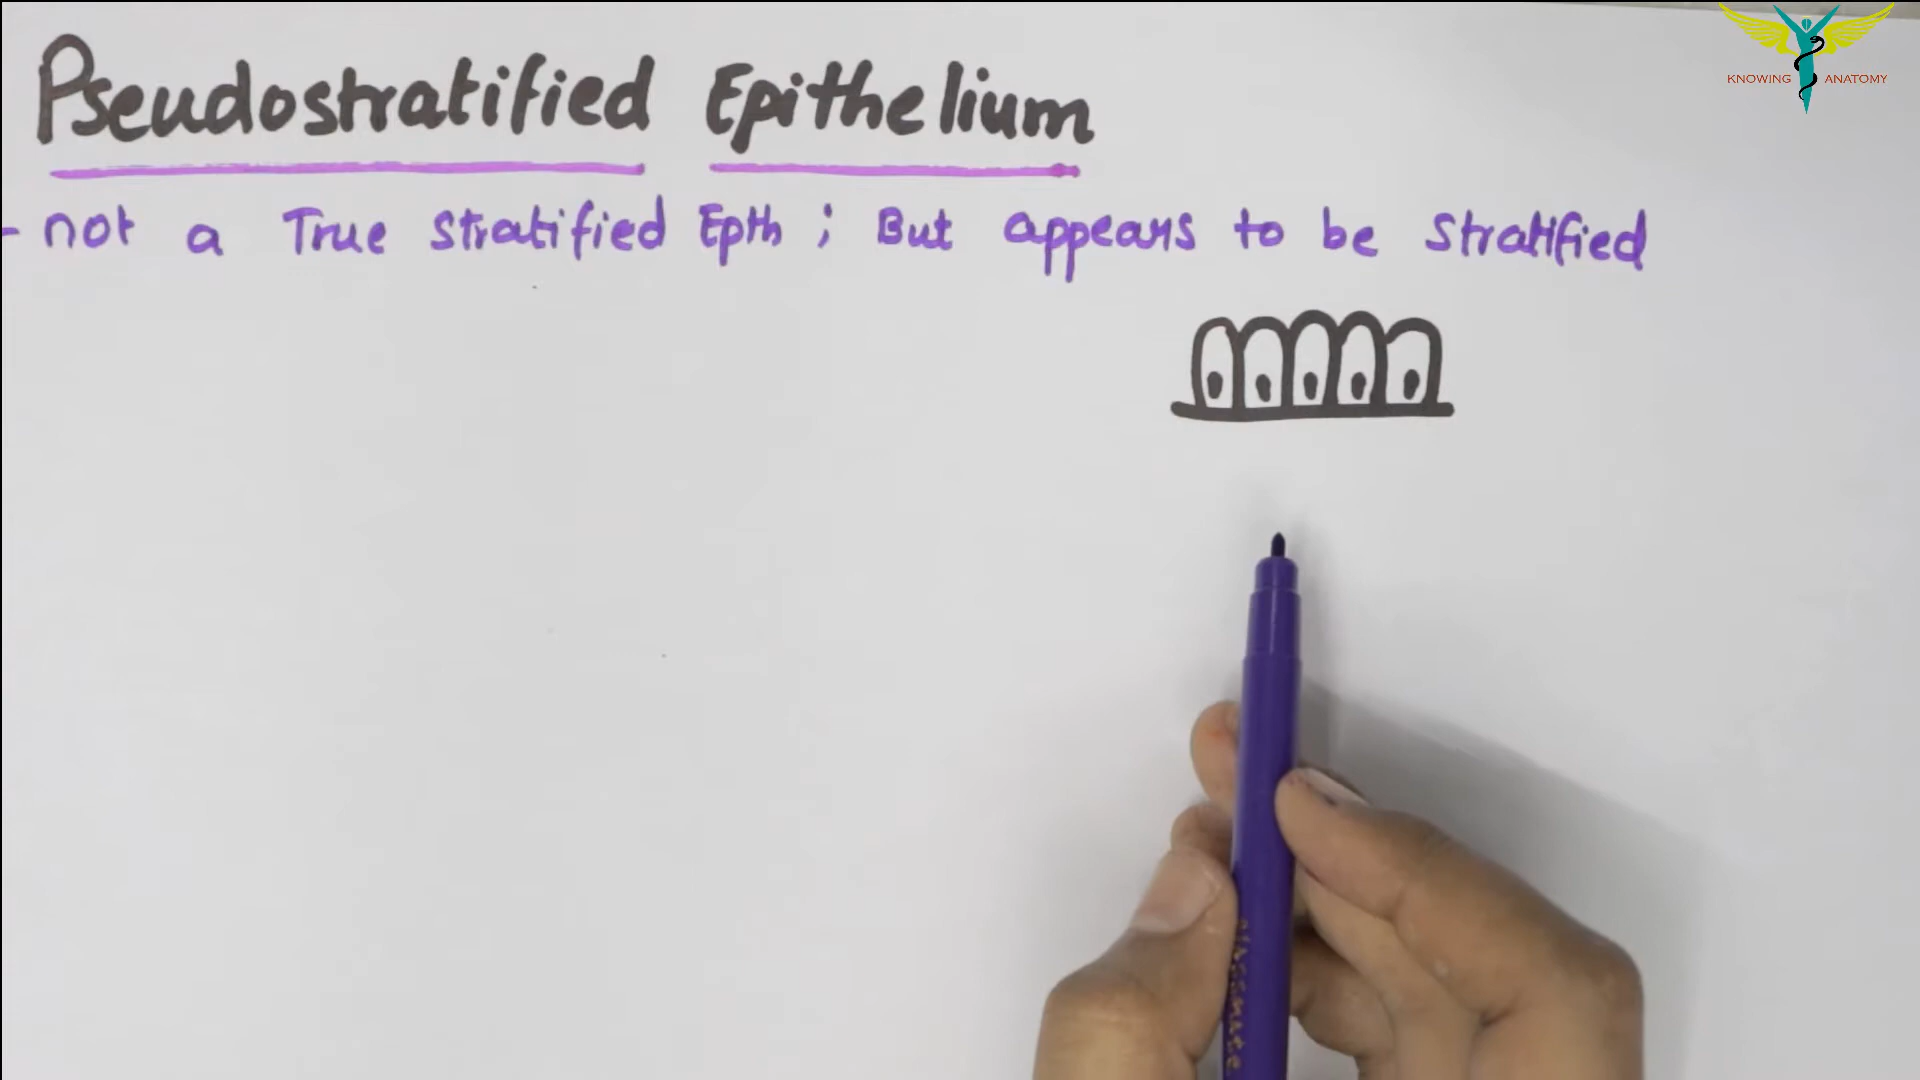 Pseudostratified Epithelium
- not a True stratified Epth ; But appears to be stratified
KNOWING ANATOMY